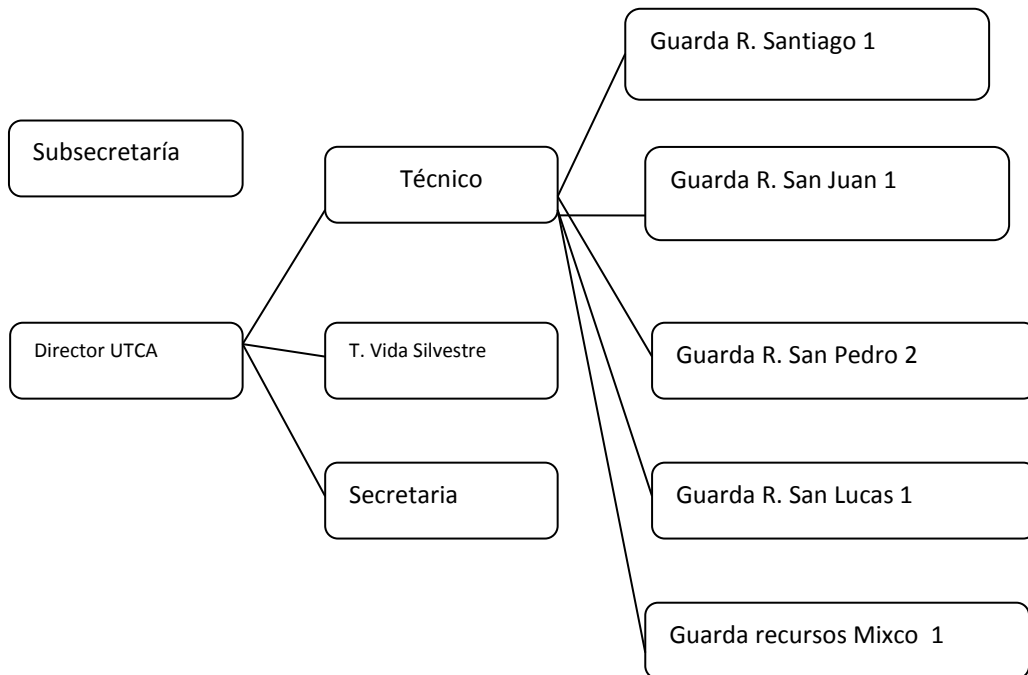 Guarda R. Santiago 1
Subsecretaría
Técnico
Guarda R. San Juan 1
Director UTCA
T. Vida Silvestre
Guarda R. San Pedro 2
Secretaria
Guarda R. San Lucas 1
Guarda recursos Mixco  1